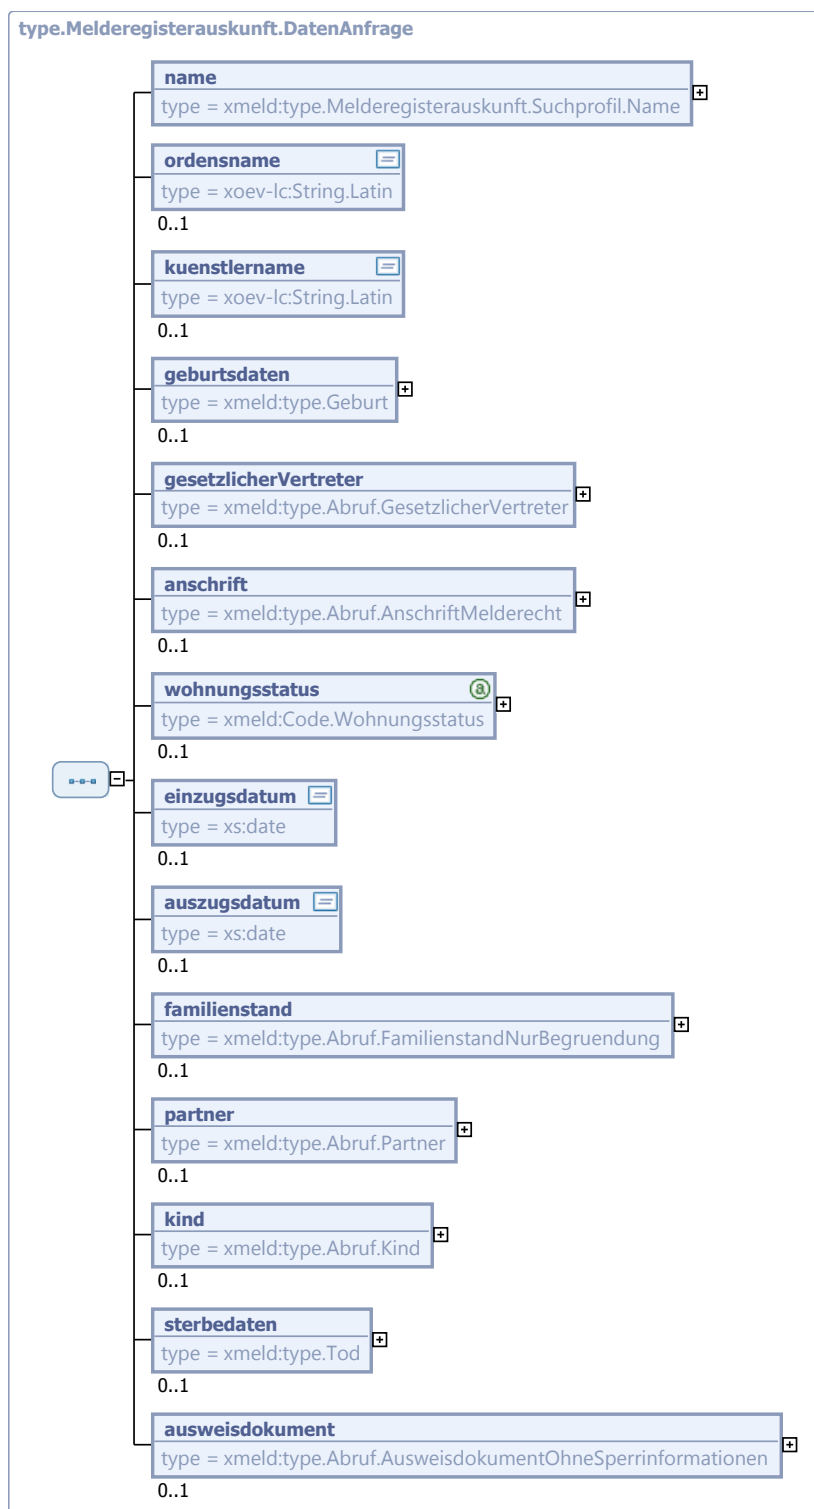 type.Melderegisterauskunft.DatenAnfrage
name
type = xmeld:type.Melderegisterauskunft.Suchprofil.Name
ordensname
type = xoev-lc:String.Latin
0..1
kuenstlername
type = xoev-lc:String.Latin
0..1
geburtsdaten
type = xmeld:type.Geburt
0..1
gesetzlicherVertreter
type = xmeld:type.Abruf.GesetzlicherVertreter
0..1
anschrift
type = xmeld:type.Abruf.AnschriftMelderecht
0..1
wohnungsstatus
type = xmeld:Code.Wohnungsstatus
0..1
einzugsdatum
type = xs:date
0..1
auszugsdatum
type = xs:date
0..1
familienstand
type = xmeld:type.Abruf.FamilienstandNurBegruendung
0..1
partner
type = xmeld:type.Abruf.Partner
0..1
kind
type = xmeld:type.Abruf.Kind
0..1
sterbedaten
type = xmeld:type.Tod
0..1
ausweisdokument
type = xmeld:type.Abruf.AusweisdokumentOhneSperrinformationen
0..1